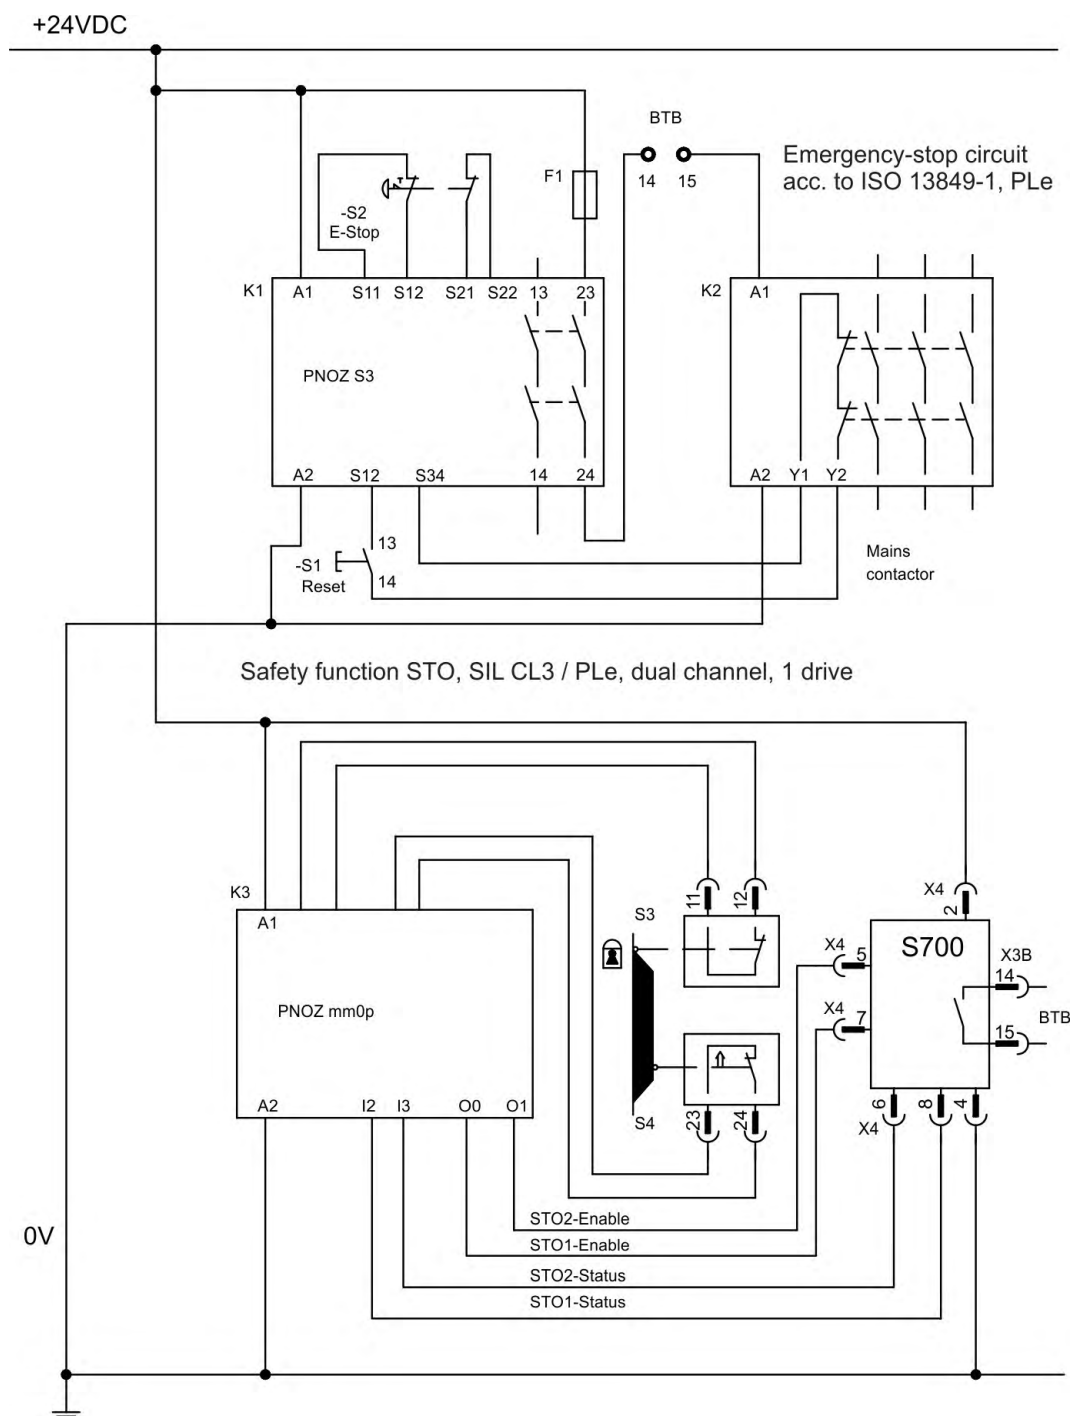 +24VDC
BTB
14 15
Emergency-stop circuit
acc. to ISO 13849-1, PLe
F1
-S2
E-Stop
K1
A1 S11 S12 S21 S22 13 23
K2
A1
PNOZ S3
A2 S12 S34 14 24
A2 Y1 Y2
13
-S1
Reset
14
Mains
contactor
Safety function STO, SIL CL3 / PLe, dual channel, 1 drive
K3
A1
11 12
S3
X4
2
S700
X4
5
X3B
14
X4
7
BTB
15
PNOZ mm0p
A2 I2 I3 O0 O1
S4
23 24
X4
6 8 4
STO2-Enable
STO1-Enable
0V
STO2-Status
STO1-Status